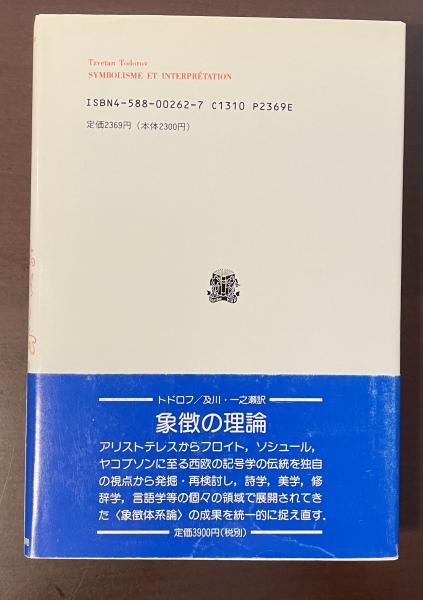 Tzvetan Todorov
SYMBOLISME ET INTERPRÉTATION
ISBN4-588-00262-7 C1310 P2369E
定価2369円（本体2300円）
トドロフ／及川・一之瀬訳
象徴の理論
アリストテレスからフロイト，ソシュール，
ヤコブソンに至る西欧の記号学の伝統を独自
の視点から発掘・再検討し，詩学，美学，修
辞学，言語学等の個々の領域で展開されてき
た〈象徴体系論〉の成果を統一的に捉え直す．
定価3900円(税別)